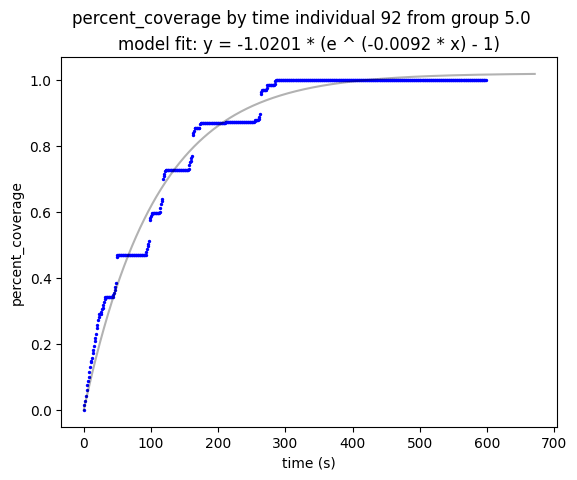 percent_coverage by time individual 92 from group 5.0
model fit: y = -1.0201 * (e ^ (-0.0092 * x) - 1)
1.0
0.8
0.6
0.4
0.2
0.0
percent_coverage
0 100 200 300 400 500 600 700
time (s)